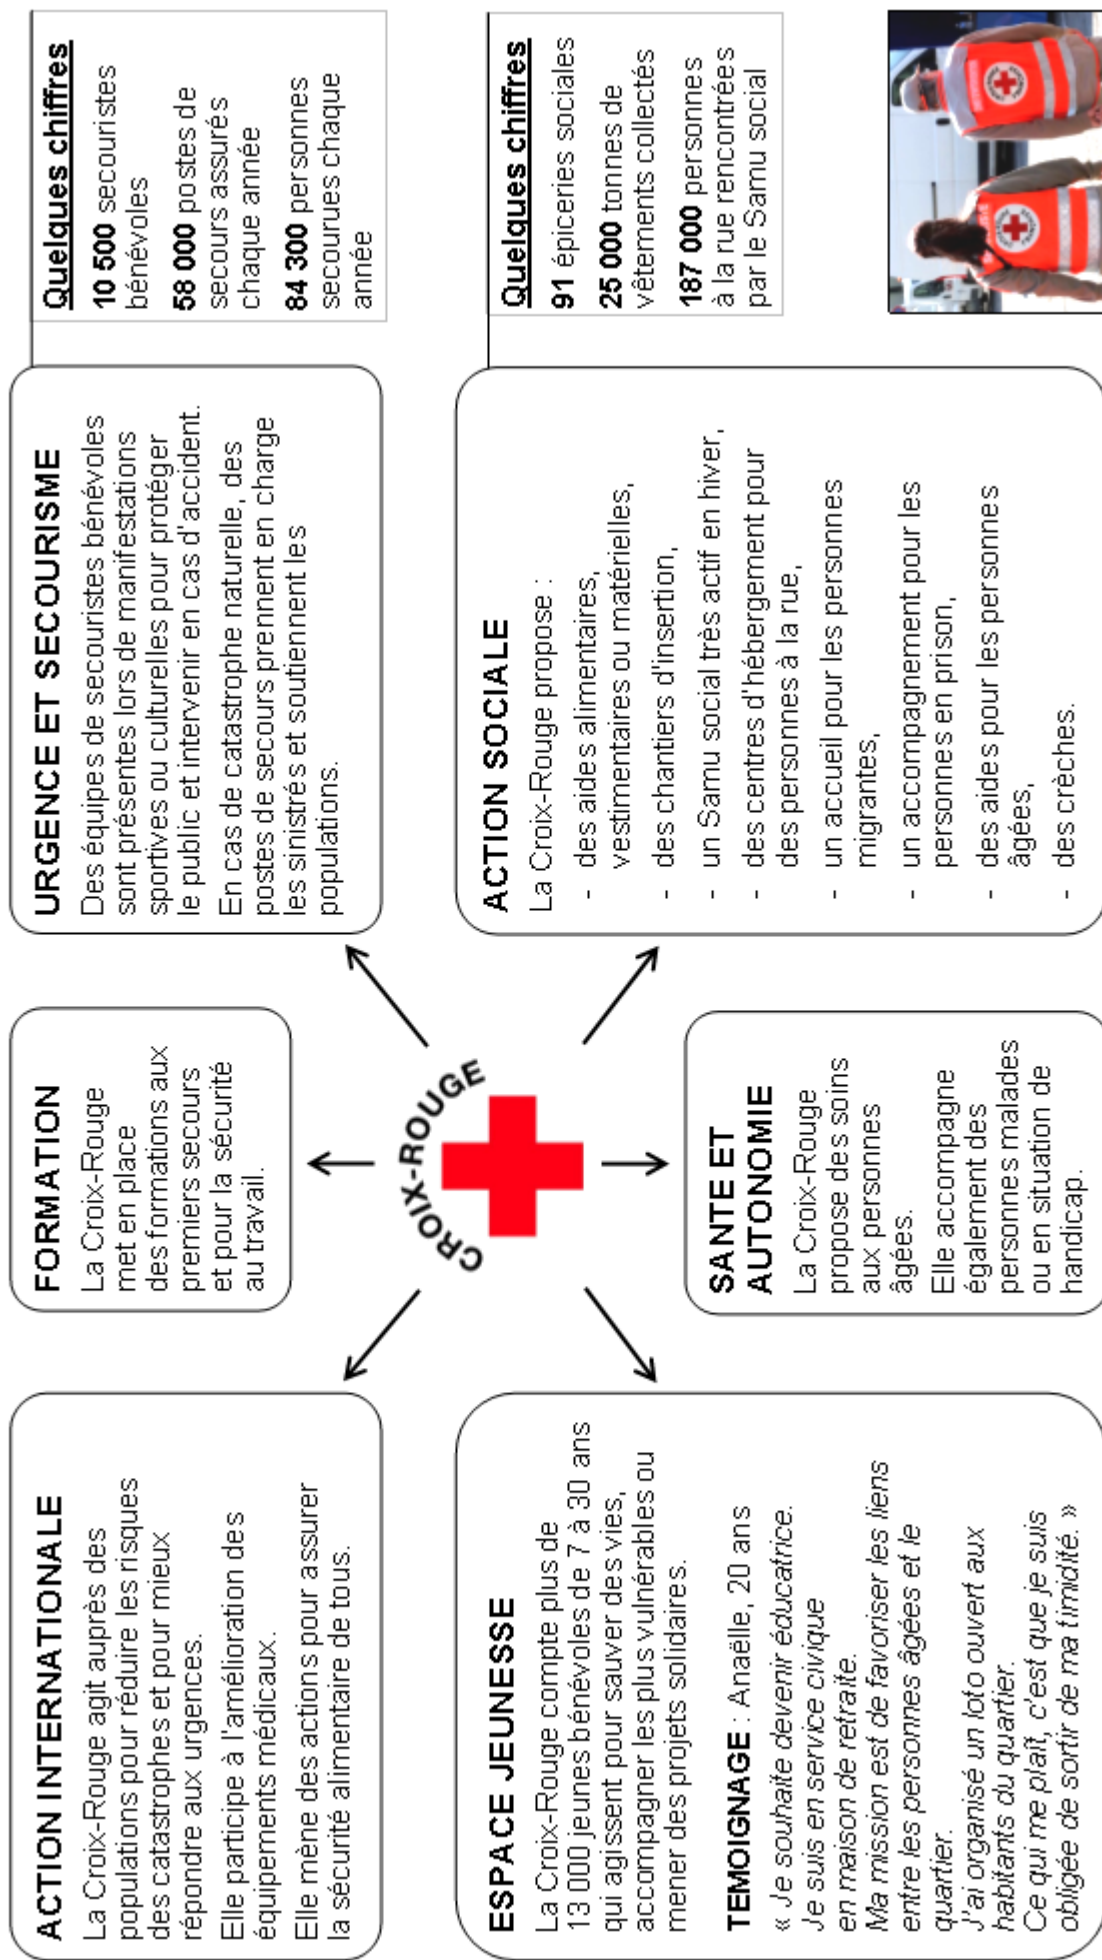 ACTION INTERNATIONALE
La Croix-Rouge agit auprès des
populations pour réduire les risques
des catastrophes et pour mieux
répondre aux urgences.
Elle participe à l'amélioration des
équipements médicaux.
Elle mène des actions pour assurer
la sécurité alimentaire de tous.
FORMATION
La Croix-Rouge
met en place
des formations aux
premiers secours
et pour la sécurité
au travail.
URGENCE ET SECOURISME
Des équipes de secouristes bénévoles
sont présentes lors de manifestations
sportives ou culturelles pour protéger
le public et intervenir en cas d'accident.
En cas de catastrophe naturelle, des
postes de secours prennent en charge
les sinistrés et soutiennent les
populations.
Quelques chiffres
10 500 secouristes
bénévoles
58 000 postes de
secours assurés
chaque année
84 300 personnes
secourues chaque
année
CROIX-ROUGE
ESPACE JEUNESSE
La Croix-Rouge compte plus de
13 000 jeunes bénévoles de 7 à 30 ans
qui agissent pour sauver des vies,
accompagner les plus vulnérables ou
mener des projets solidaires.
TEMOIGNAGE : Anaëlle, 20 ans
« Je souhaite devenir éducatrice.
Je suis en service civique
en maison de retraite.
Ma mission est de favoriser les liens
entre les personnes âgées et le
quartier.
J'ai organisé un loto ouvert aux
habitants du quartier.
Ce qui me plaît, c'est que je suis
obligée de sortir de ma timidité. »
SANTE ET
AUTONOMIE
La Croix-Rouge
propose des soins
aux personnes
âgées.
Elle accompagne
également des
personnes malades
ou en situation de
handicap.
ACTION SOCIALE
La Croix-Rouge propose :
- des aides alimentaires,
vestimentaires ou matérielles,
- des chantiers d'insertion,
- un Samu social très actif en hiver,
- des centres d'hébergement pour
des personnes à la rue,
- un accueil pour les personnes
migrantes,
- un accompagnement pour les
personne en prison,
- des aides pour les personnes
âgées,
- des crèches.
Quelques chiffres
91 épiceries sociales
25 000 tonnes de
vêtements collectés
187 000 personnes
à la rue rencontrées
par le Samu social